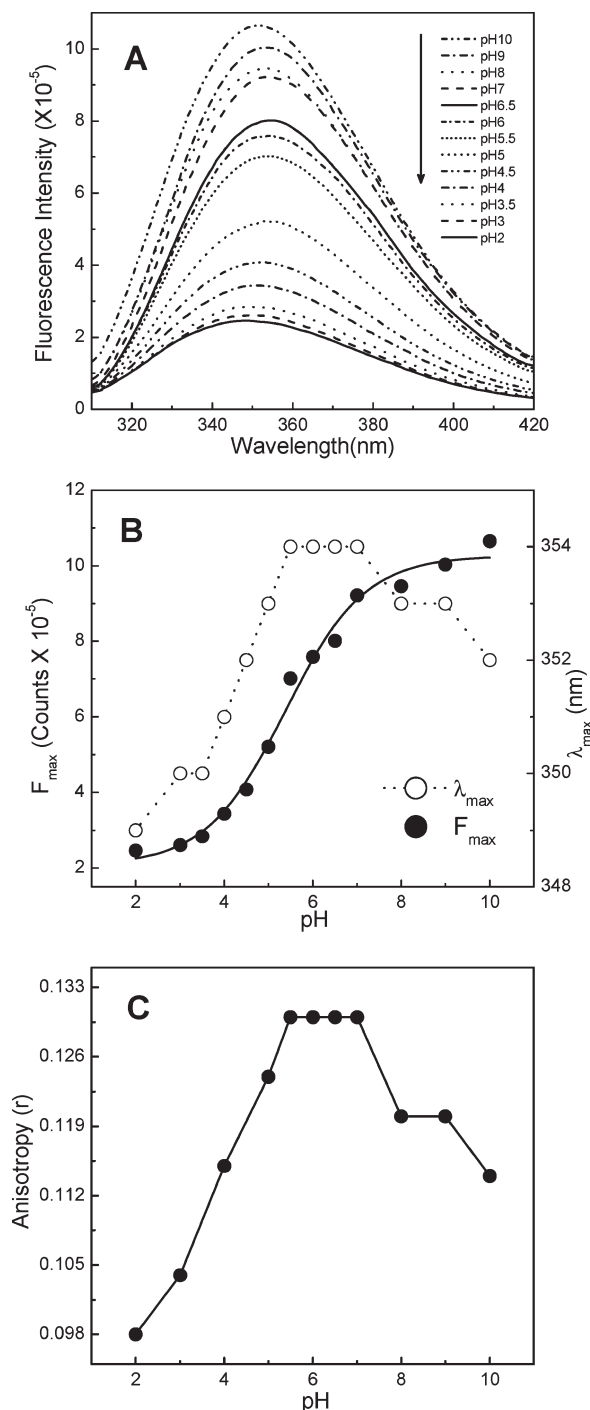 A
Fluorescence Intensity (X10-5)
10
8
6
4
2
0
320 340 360 380 400 420
Wavelength(nm)
pH10
pH9
pH8
pH7
pH6.5
pH6
pH5.5
pH5
pH4.5
pH4
pH3.5
pH3
pH2
B
Fmax (Counts X 10-5)
12
10
8
6
4
2
354
352
350
348
λmax (nm)
λmax
Fmax
2 4 6 8 10
pH
C
Anisotropy (r)
0.133
0.126
0.119
0.112
0.105
0.098
2 4 6 8 10
pH